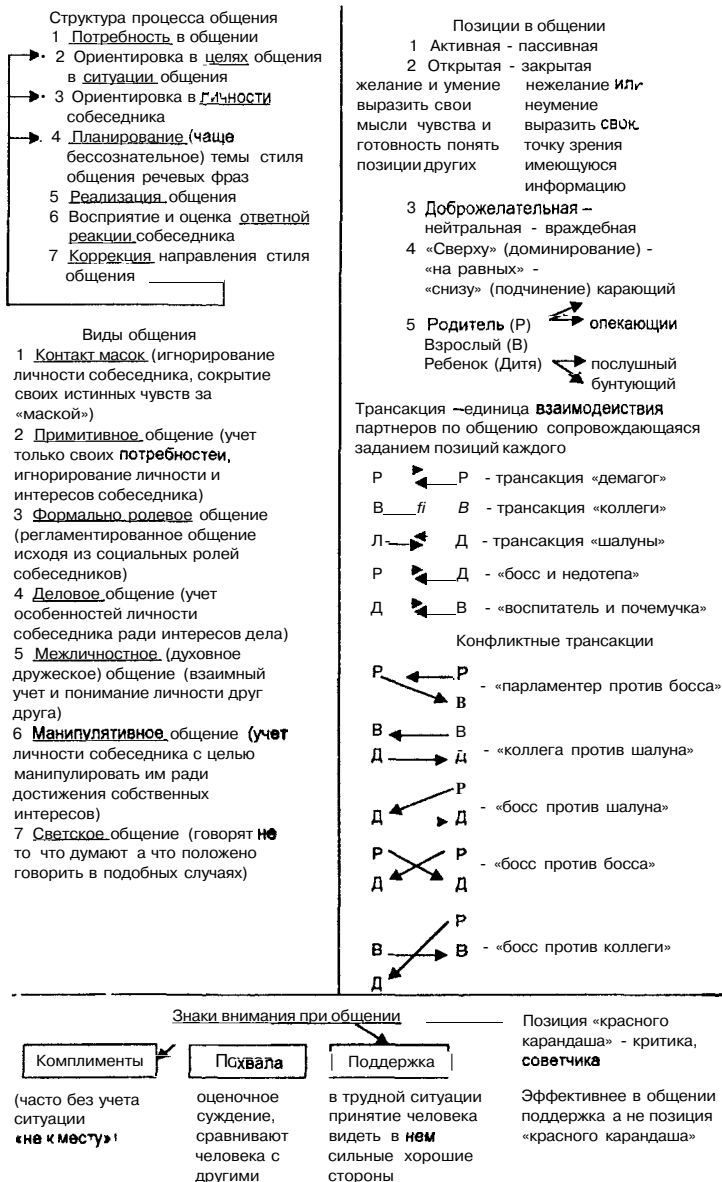 Структура процесса общения
1 Потребность в общении
2 Ориентировка в целях общения
в ситуации общения
3 Ориентировка в личности
собеседника
4 Планирование (чаще
бессознательное) темы стиля
общения речевых фраз
5 Реализация общения
6 Восприятие и оценка ответной
реакции собеседника
7 Коррекция направления стиля
общения
Виды общения
1 Контакт масок (игнорирование
личности собеседника, сокрытие
своих истинных чувств за
«маской»)
2 Примитивное общение (учет
только своих потребностеи,
игнорирование личности и
интересов собеседника)
3 Формально ролевое общение
(регламентированное общение
исходя из социальных ролей
собеседников)
4 Деловое общение (учет
особенностей личности
собеседника ради интересов дела)
5 Межличностное (духовное
дружеское) общение (взаимный
учет и понимание личности друг
друга)
6 Манипулятивное общение (учет
личности собеседника с целью
манипулировать им ради
достижения собственных
интересов)
7 Светское общение (говорят не
то что думают а что положено
говорить в подобных случаях)
Позиции в общении
1 Активная - пассивная
2 Открытая - закрытая
желание и умение
выразить свои
мысли чувства и
готовность понять
позиции других
нежелание или
неумение
выразить свою
точку зрения
имеющуюся
информацию
3 Доброжелательная –
нейтральная - враждебная
4 «Сверху» (доминирование) -
«на равных» -
«снизу» (подчинение) карающий
5 Родитель (Р) опекающии
Взрослый (В)
Ребенок (Дитя) послушный
бунтующий
Трансакция –единица взаимодеиствия
партнеров по общению сопровождающаяся
заданием позиций каждого
Р Р - трансакция «демагог»
В fi В - трансакция «коллеги»
Л Д - трансакция «шалуны»
Р Д - «босс и недотепа»
Д В - «воспитатель и почемучка»
Конфликтные трансакции
Р Р
В - «парламентер против босса»
В В
Д Д - «коллега против шалуна»
Р
Д Д - «босс против шалуна»
Р Р
Д Д - «босс против босса»
Р
В В - «босс против коллеги»
Д
Знаки внимания при общении
Комплименты
(часто без учета
ситуации
«не к месту»)
Похвала
оценочное
суждение,
сравнивают
человека с
другими
Поддержка
в трудной ситуации
принятие человека
видеть в нем
сильные хорошие
стороны
Позиция «красного
карандаша» - критика,
советчика
Эффективнее в общении
поддержка а не позиция
«красного карандаша»